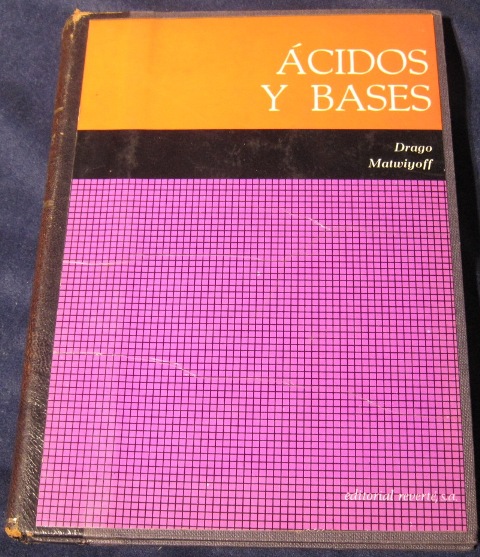 ÁCIDOS
Y BASES
Drago
Matwiyoff
editorial reverté, s.a.